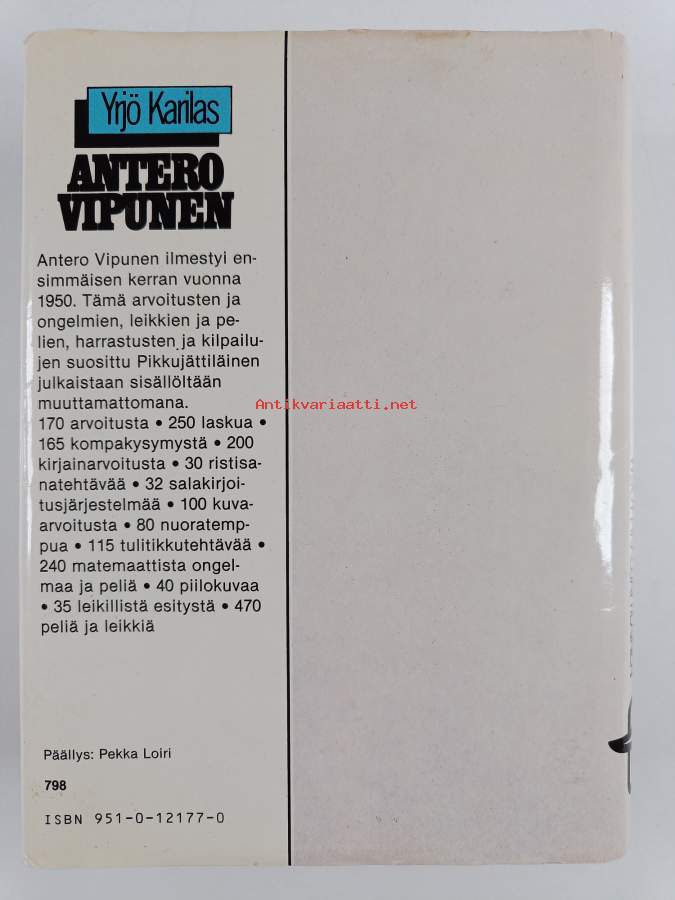 Yrjö Karilas
ANTERO
VIPUNEN
Antero Vipunen ilmestyi en-
simmäisen kerran vuonna
1950. Tämä arvoitusten ja
ongelmien, leikkien ja pe-
lien, harrastusten ja kilpailu-
jen suosittu Pikkujättiläinen
julkaistaan sisällöltään
muuttamattomana.
Antikvariaatti.net
170 arvoitusta • 250 laskua •
165 kompakysymystä • 200
kirjainarvoitusta • 30 ristisa-
natehtävää • 32 salakirjoi-
tusjärjestelmää • 100 kuva-
arvoitusta • 80 nuoratemp-
pua • 115 tulitikkutehtävää •
240 matemaattista ongel-
maa ja peliä • 40 piilokuvaa
• 35 leikillistä esitystä • 470
peliä ja leikkiä
Päällys: Pekka Loiri
798
ISBN 951-0-12177-0